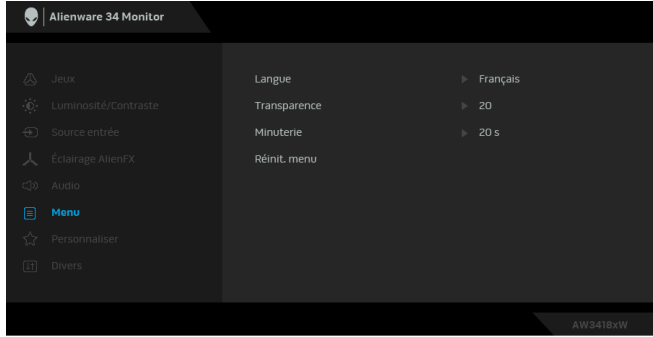 Alienware 34 Monitor
Jeux
Luminosité/Contraste
Source entrée
Éclairage AlienFX
Audio
Menu
Personnaliser
Divers
Langue Français
Transparence 20
Minuterie 20 s
Réinit. menu
AW3418xW